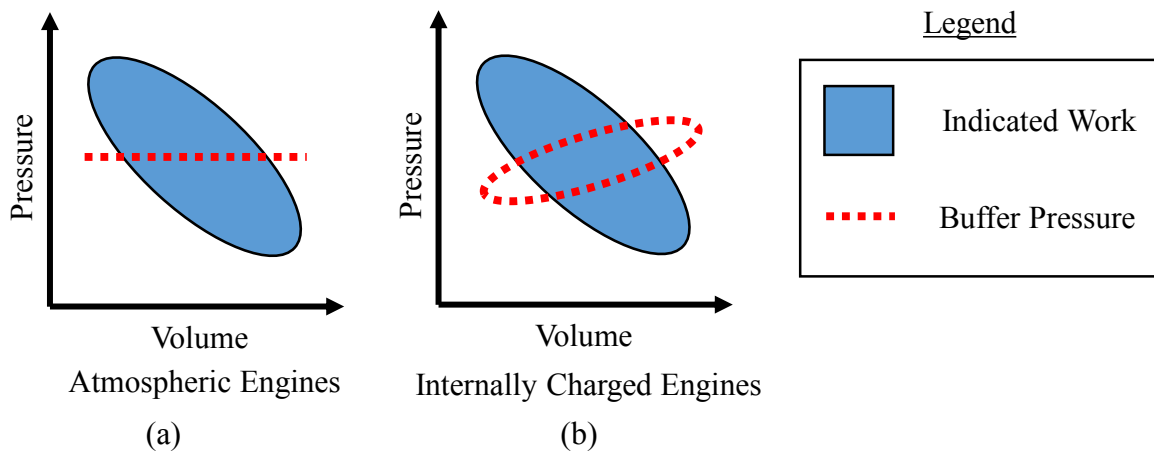 Pressure
Volume
Atmospheric Engines
(a)
Pressure
Volume
Internally Charged Engines
(b)
Legend
Indicated Work
Buffer Pressure